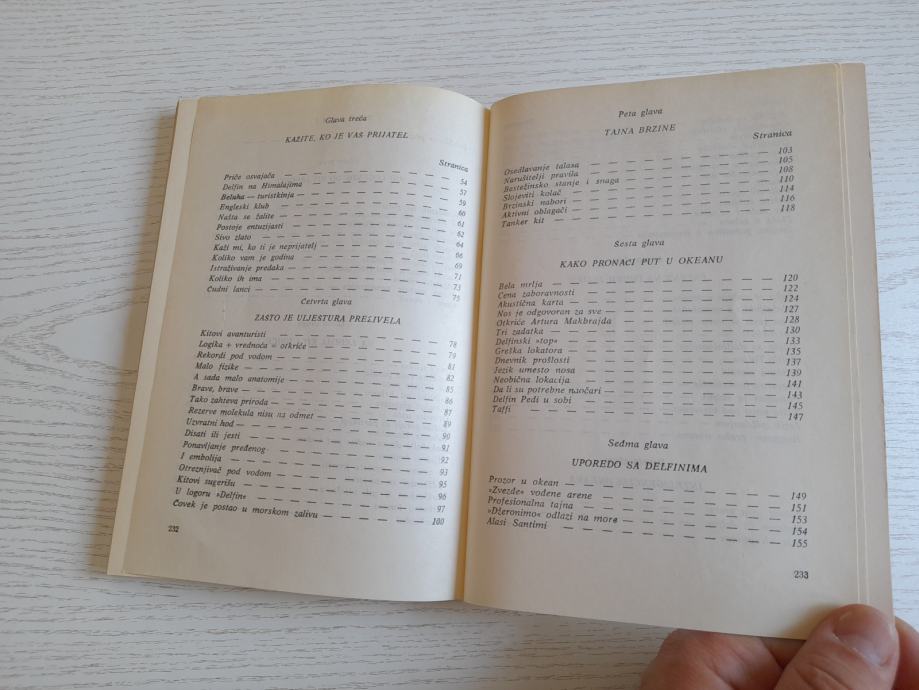 Glava treća
KAŽITE, KO JE VAŠ PRIJATEL
Stranica
Priče osvajača — 54
Delfin na Himalajima — 57
Beluha — turistkinja — 59
Engleski klub — 60
Našta se žalite — 61
Postoje entuzijasti — 62
Sivo zlato — 64
Kaži mi, ko ti je neprijatelj — 66
Koliko vam je godina — 69
Istraživanje predaka — 71
Koliko ih ima — 73
Čudni lanci — 75
Četvrta glava
ZAŠTO JE ULJEŠTURA PREŽIVELA
Kitovi avanturisti — 78
Logika + vrednoća = otkriće — 79
Rekordi pod vodom — 81
Malo fizike — 82
A sada malo anatomije — 85
Brave, brave — 86
Tako zahteva priroda — 87
Rezerve molekula nisu na odmet — 89
Uzvratni hod — 90
Disati ili jesti — 91
Ponavljanje pređenog — 92
I embolija — 93
Otrežnjivač pod vodom — 95
Kitovi sugerišu — 96
U logoru »Delfin« — 97
Čovek je postao u morskom zalivu — 100
232
Peta glava
TAJNA BRZINE
Stranica
Osedlavanje talasa — 103
Narušitelji pravila — 105
Bestežinsko stanje i snaga — 108
Slojeviti kolač — 110
Brzinski nabori — 114
Aktivni oblagači — 116
Tanker kit — 118
Šesta glava
KAKO PRONAĆI PUT U OKEANU
Bela mrlja — 120
Cena zaboravnosti — 122
Akustična karta — 124
Nos je odgovoran za sve — 127
Otkriće Artura Makbrajda — 128
Tri zadatka — 130
Delfinski »top« — 133
Greška lokatora — 135
Dnevnik prošlosti — 137
Jezik umesto nosa — 139
Neobična lokacija — 141
Da li su potrebne naočari — 143
Delfin Pedi u sobi — 145
Taffi — 147
Sedma glava
UPOREDO SA DELFINIMA
Prozor u okean — 149
»Zvezde« vodene arene — 151
Profesionalna tajna — 153
»Džeronimo« odlazi na more — 154
Alasi Santimi — 155
233